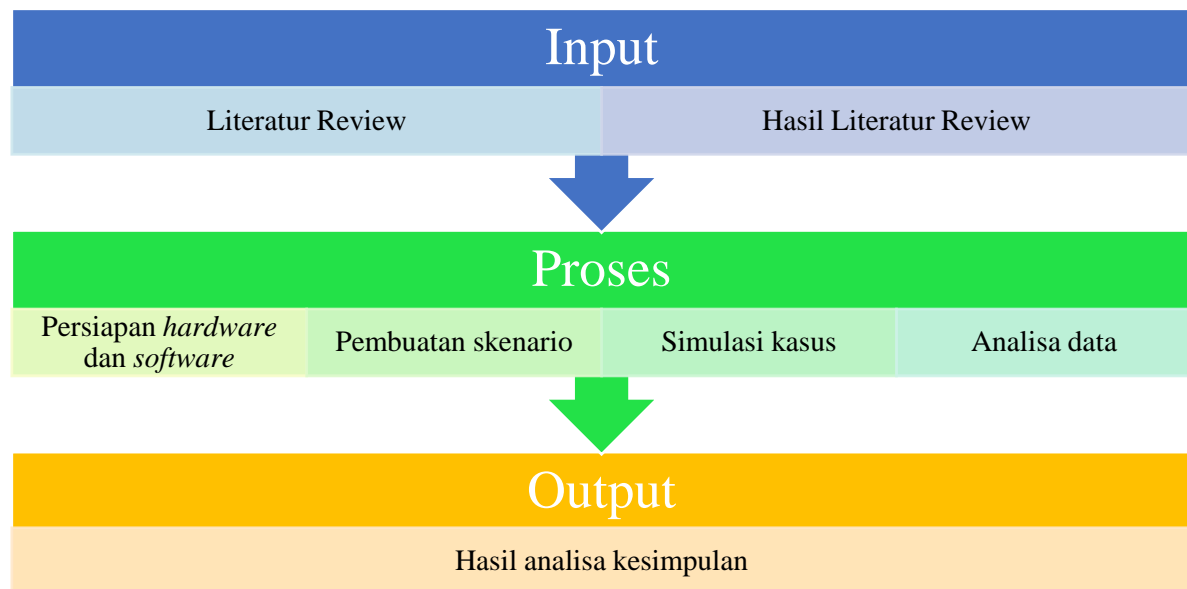 Input
Literatur Review
Hasil Literatur Review
Proses
Persiapan hardware
dan software
Pembuatan skenario
Simulasi kasus
Analisa data
Output
Hasil analisa kesimpulan